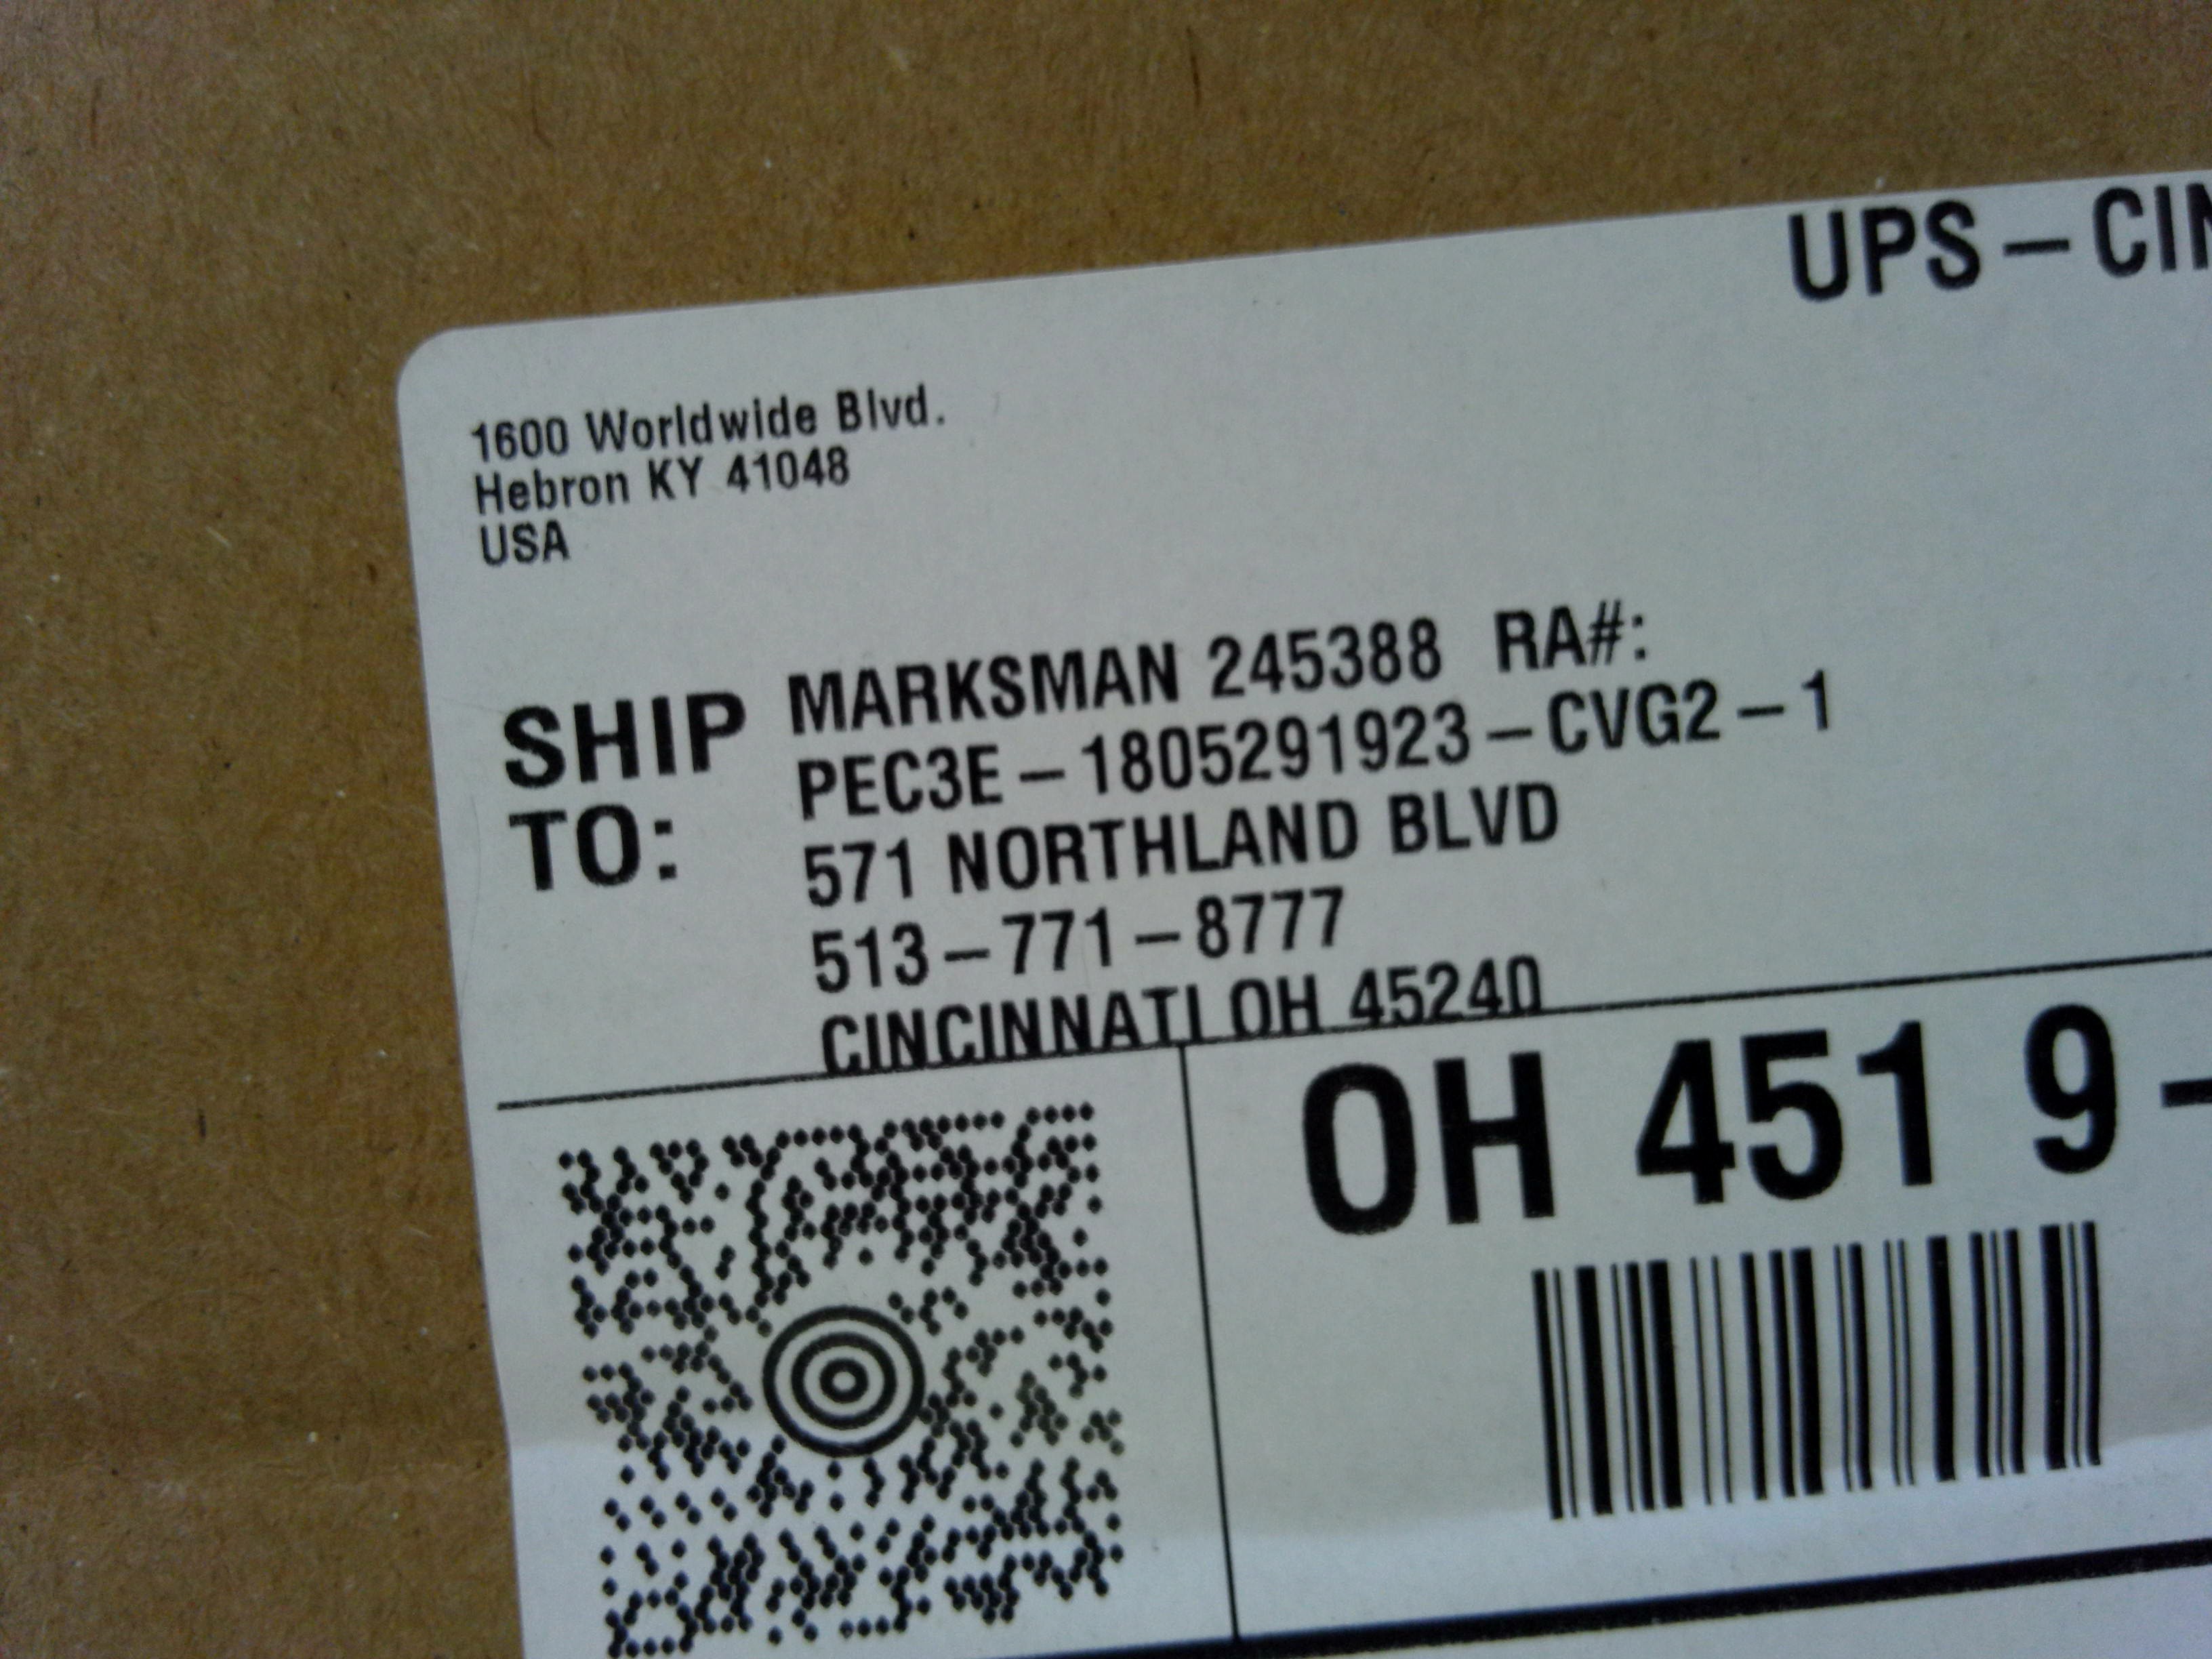 UPS – CIN
1600 Worldwide Blvd.
Hebron KY 41048
USA
SHIP TO:
MARKSMAN 245388 RA#:
PEC3E – 1805291923 – CVG2 – 1
571 NORTHLAND BLVD
513 – 771 – 8777
CINCINNATI OH 45240
OH 451 9 –